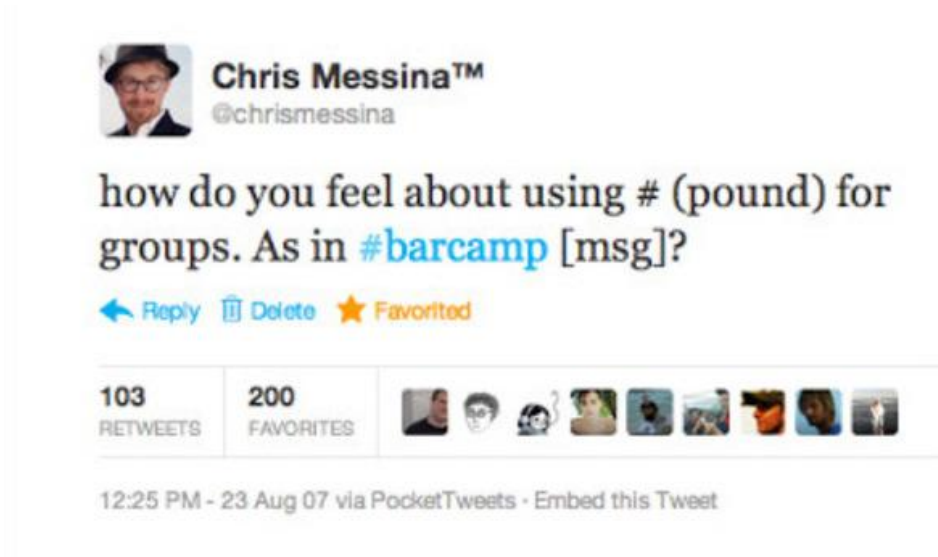 Chris Messina™
@chrismessina
how do you feel about using # (pound) for
groups. As in #barcamp [msg]?
Reply Delete Favorited
103 200
RETWEETS FAVORITES
12:25 PM - 23 Aug 07 via PocketTweets · Embed this Tweet